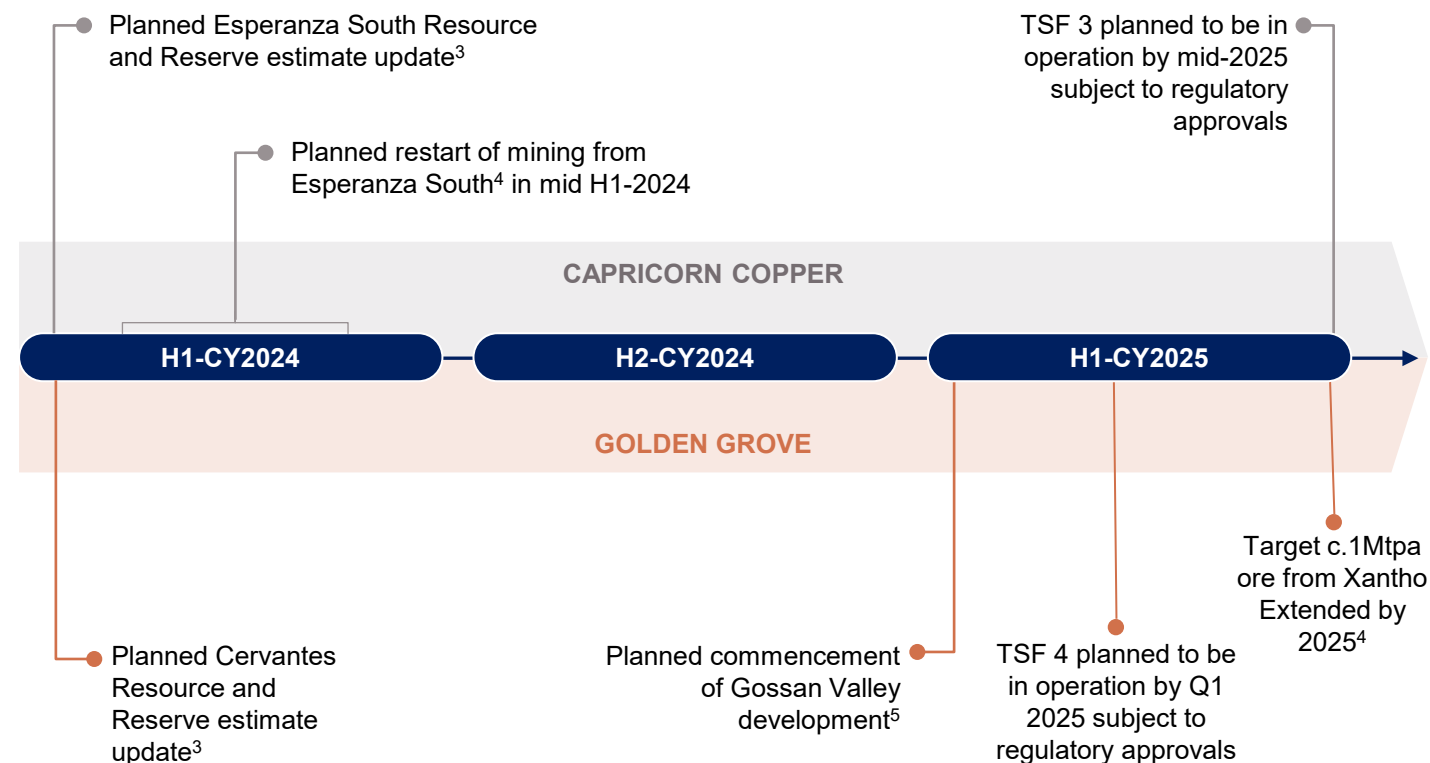 Planned Esperanza South Resource
and Reserve estimate update³
TSF 3 planned to be in
operation by mid-2025
subject to regulatory
approvals
Planned restart of mining from
Esperanza South⁴ in mid H1-2024
CAPRICORN COPPER
H1-CY2024
H2-CY2024
H1-CY2025
GOLDEN GROVE
Target c.1Mtpa
ore from Xantho
Extended by
2025⁴
Planned Cervantes
Resource and
Reserve estimate
update³
Planned commencement
of Gossan Valley
development⁵
TSF 4 planned to be
in operation by Q1
2025 subject to
regulatory approvals